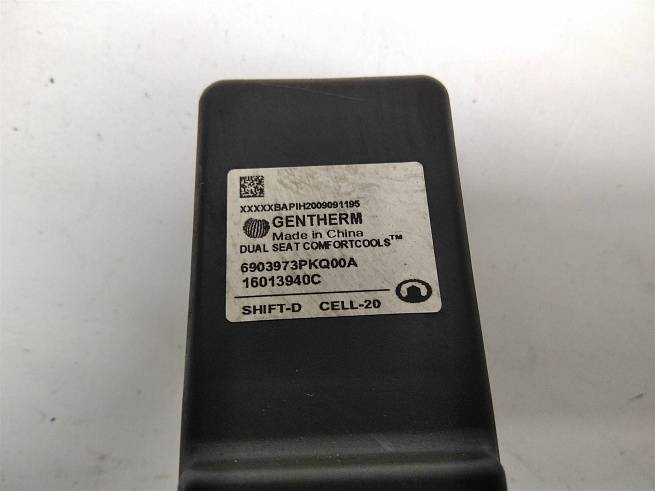 XXXXXBAPIH2009091195
GENTHERM
Made in China
DUAL SEAT COMFORTCOOLS™
6903973PKQ00A
16013940C
SHIFT-D CELL-20